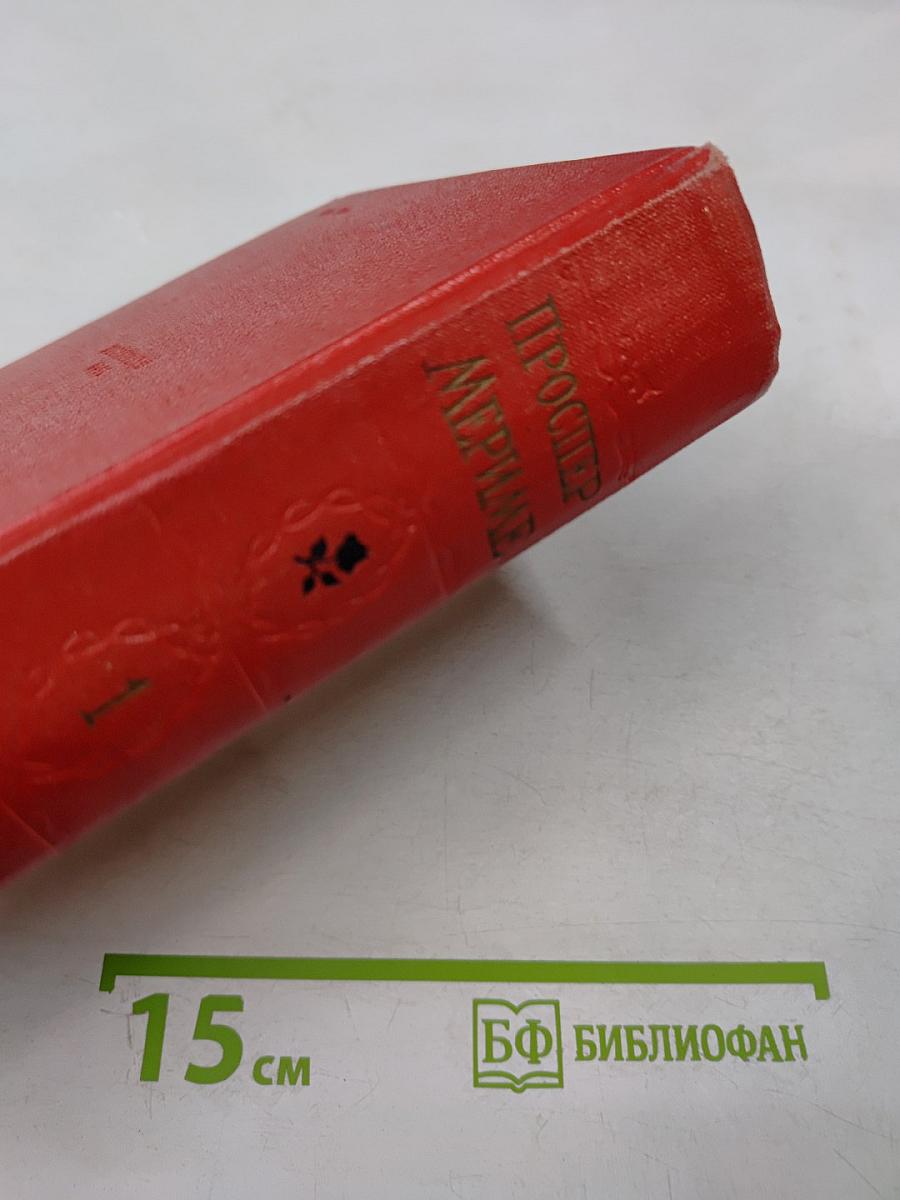 ПРОСПЕР
МЕРИМЕ
1
15 см
БФ БИБЛИОФАН